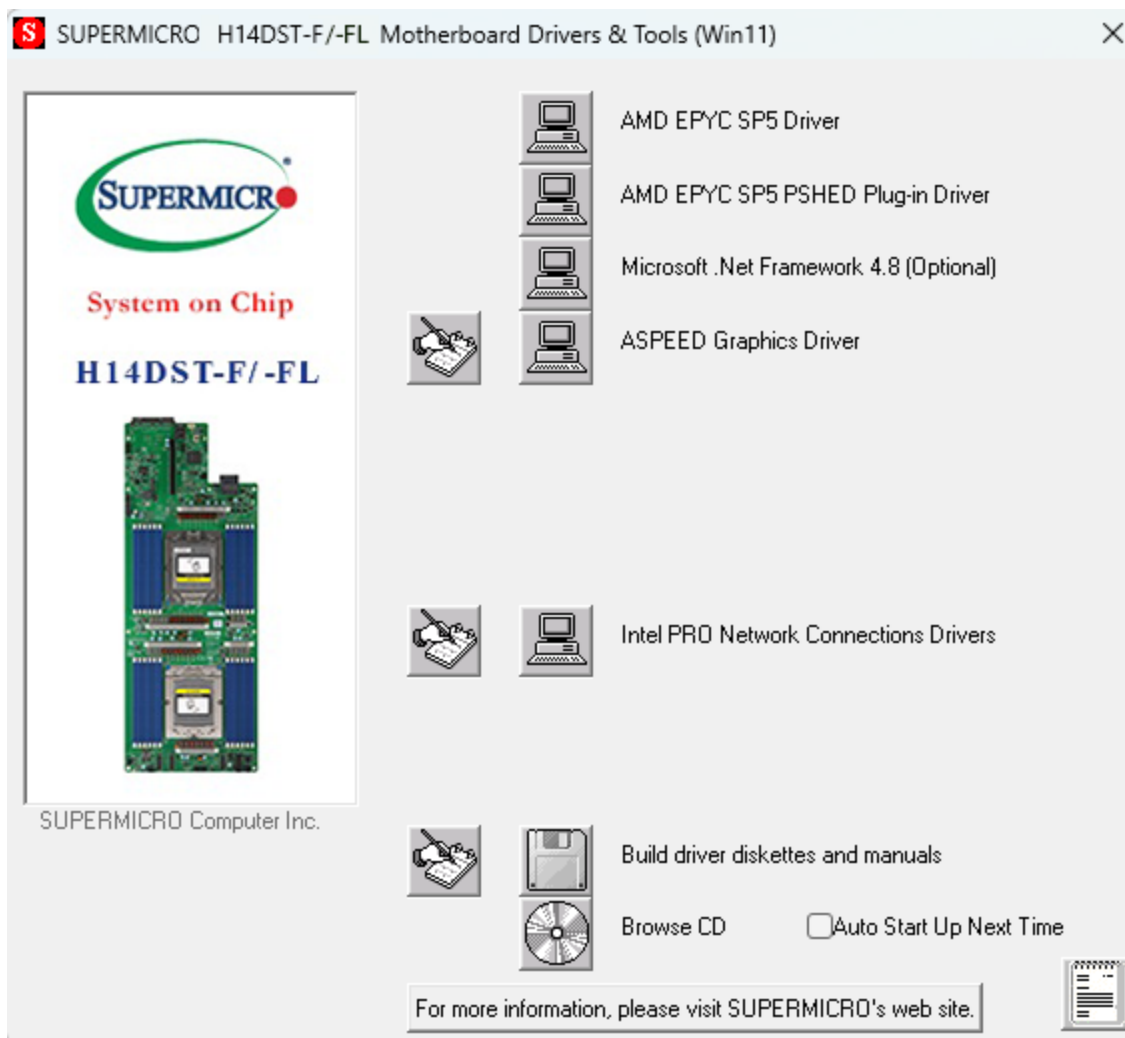 S SUPERMICRO H14DST-F/-FL Motherboard Drivers & Tools (Win11)
SUPERMICR
System on Chip
H14DST-F/-FL
SUPERMICRO Computer Inc.
AMD EPYC SP5 Driver
AMD EPYC SP5 PSHED Plug-in Driver
Microsoft .Net Framework 4.8 (Optional)
ASPEED Graphics Driver
Intel PRO Network Connections Drivers
Build driver diskettes and manuals
Browse CD
Auto Start Up Next Time
For more information, please visit SUPERMICRO's web site.